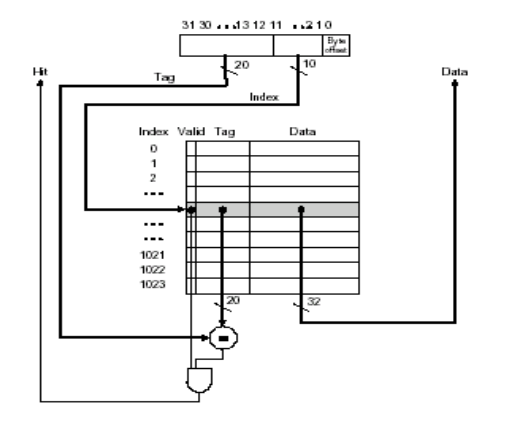 31 30 ...13 12 11 ...2 1 0
Byte
offset
Hit
20
10
Data
Tag
Index
Index Valid Tag Data
0
1
2
...
...
...
1021
1022
1023
20
32
=